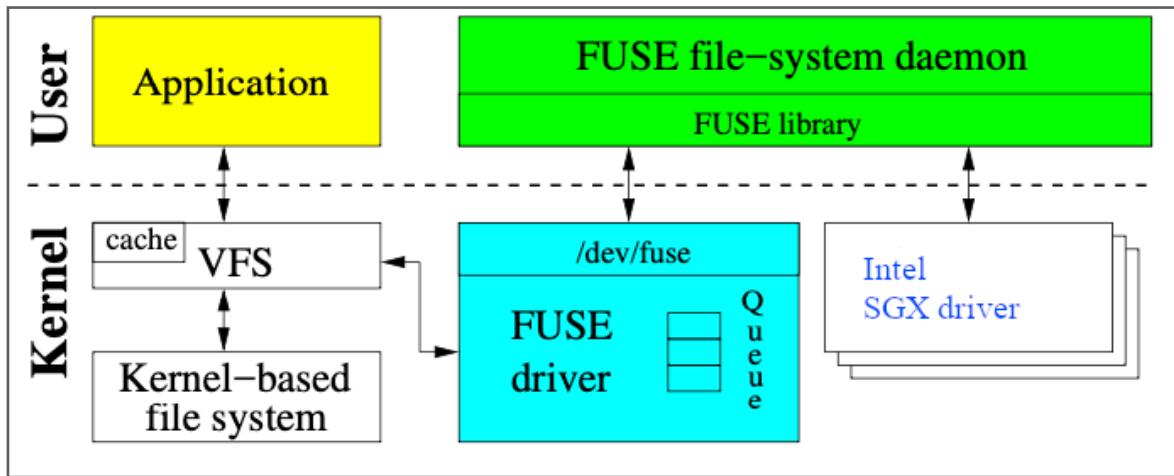 User
Application
FUSE file-system daemon
FUSE library
Kernel
cache
VFS
Kernel-based
file system
/dev/fuse
FUSE
driver
Queue
Intel
SGX driver